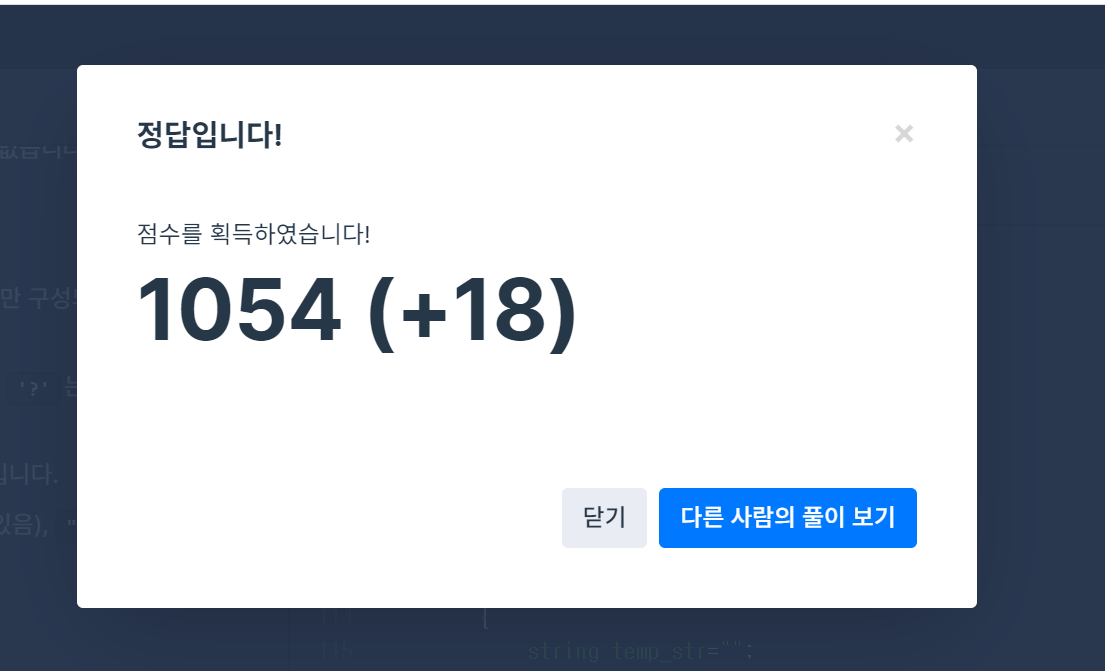 정답입니다!
×
점수를 획득하였습니다!
1054 (+18)
만 구성
'?'
입니다.
있음), "
닫기
다른 사람의 풀이 보기
115 string temp_str="";